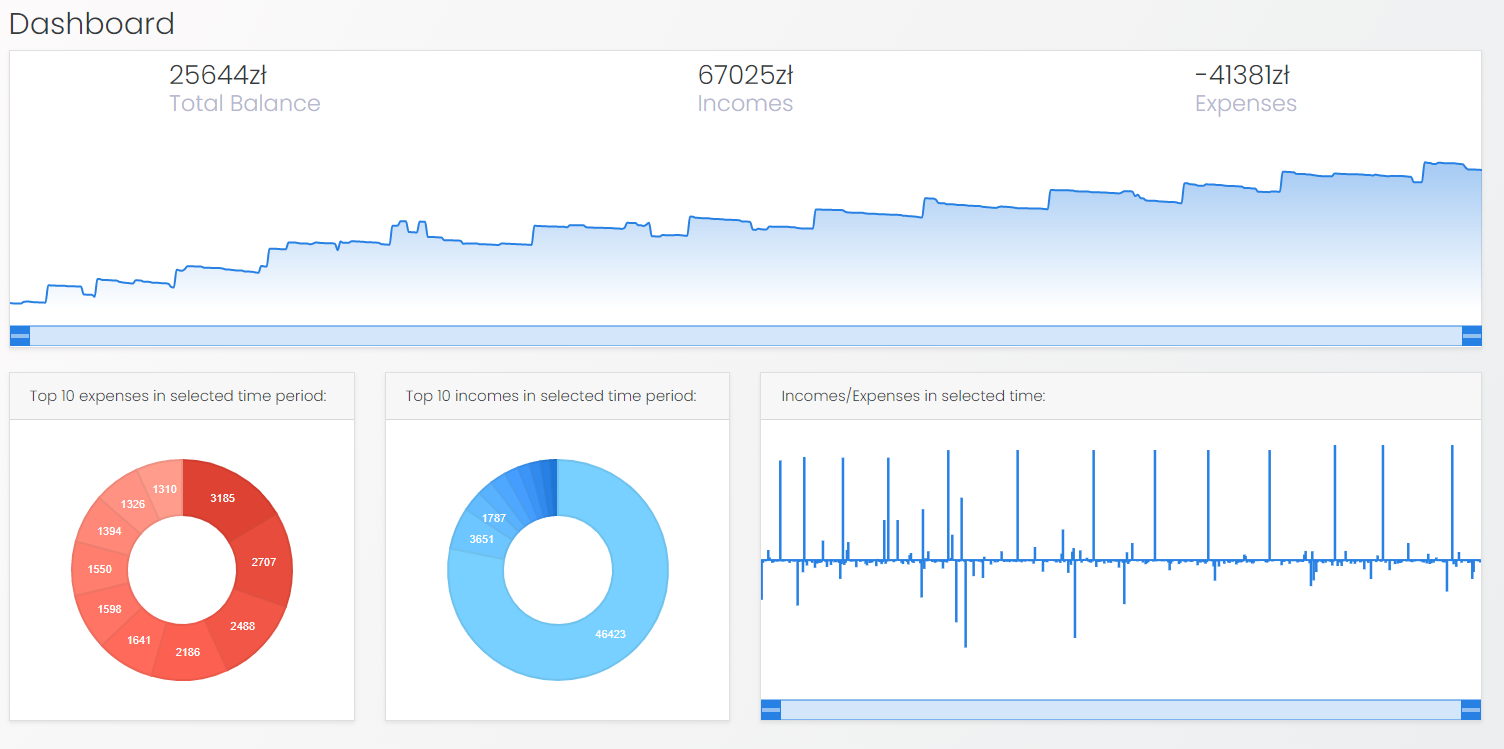 Dashboard
25644zł
Total Balance
67025zł
Incomes
-41381zł
Expenses
Top 10 expenses in selected time period:
Top 10 incomes in selected time period:
Incomes/Expenses in selected time:
1310
3185
1326
1394
2707
1550
1598
2488
1641
2186
1787
3651
46423